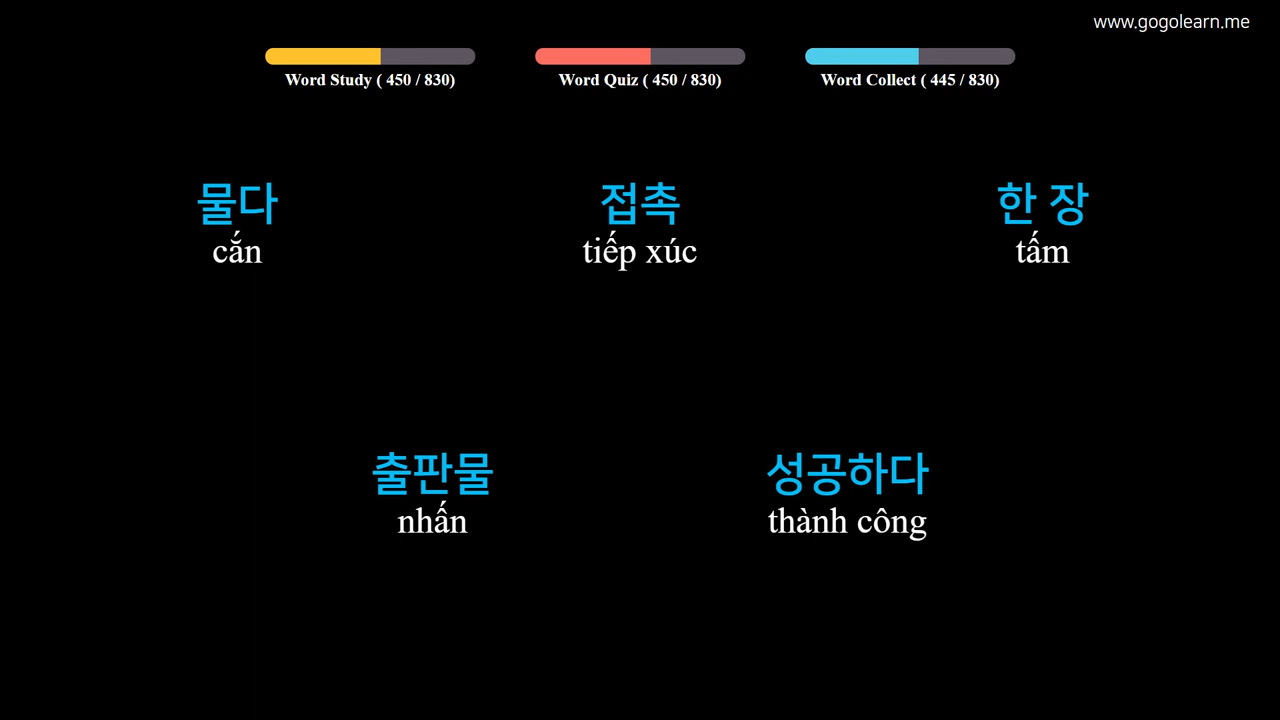 www.gogolearn.me
Word Study ( 450 / 830)
Word Quiz ( 450 / 830)
Word Collect ( 445 / 830)
물다
cắn
접촉
tiếp xúc
한 장
tấm
출판물
nhấn
성공하다
thành công